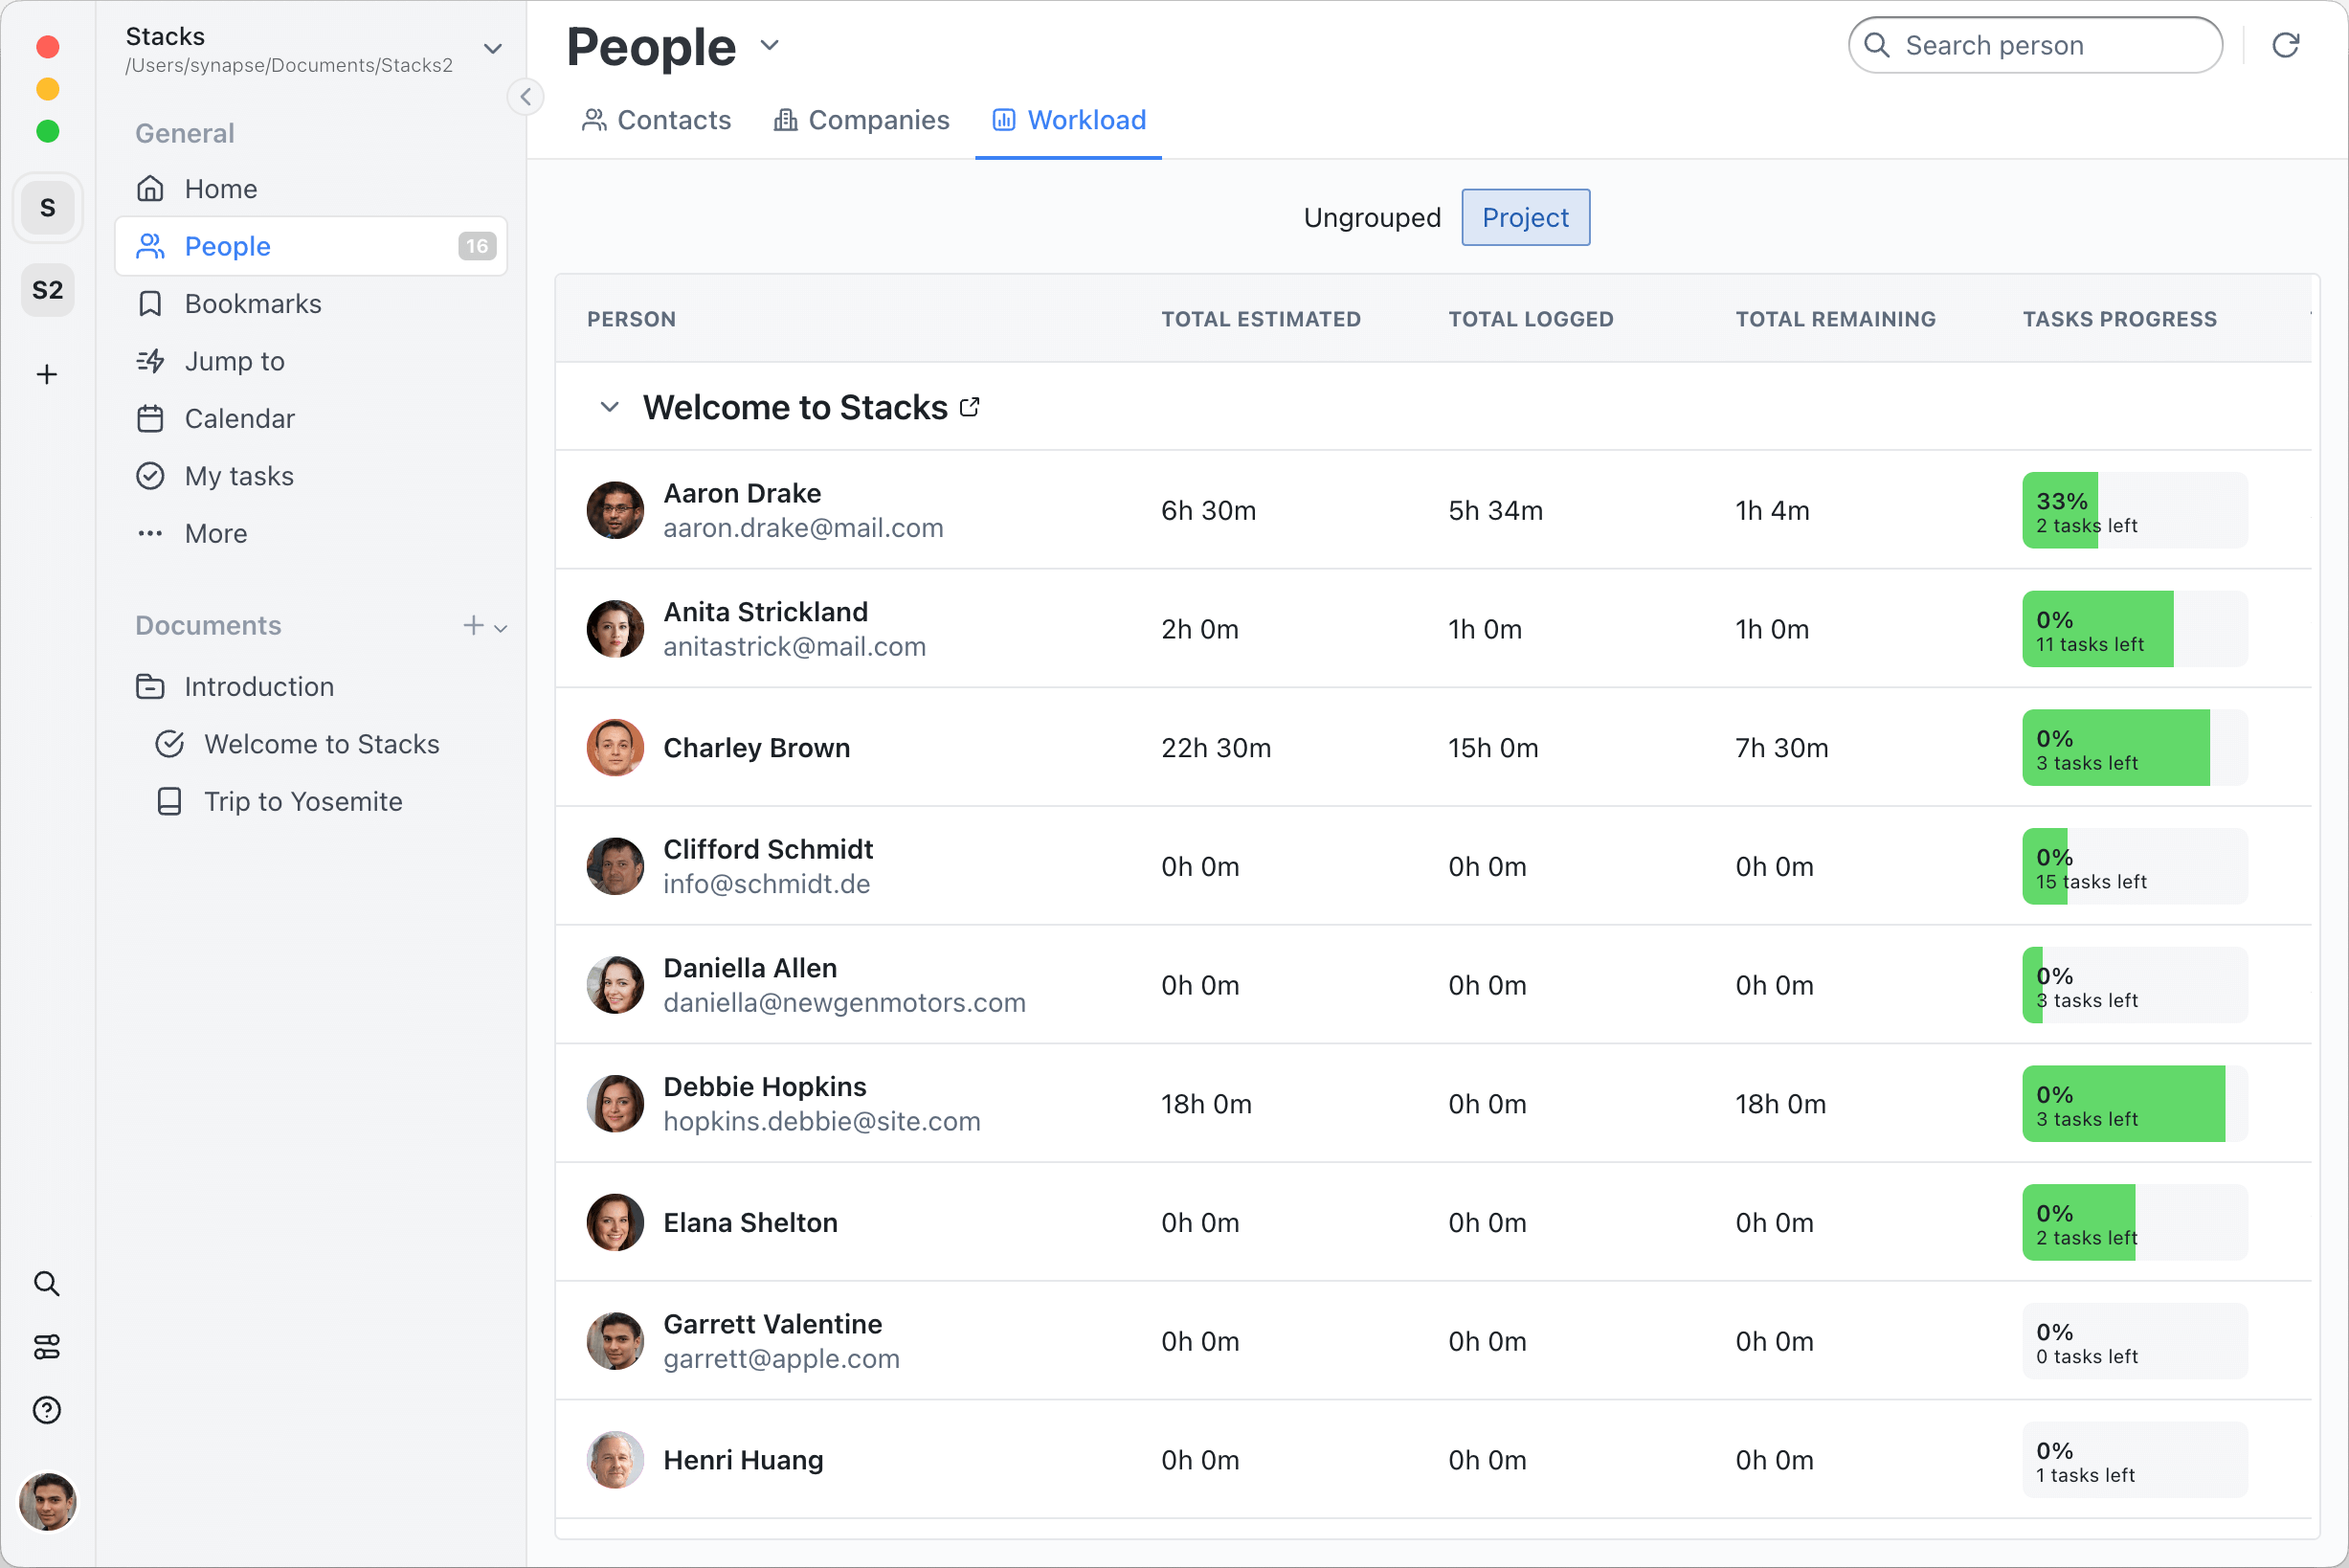 Stacks
/Users/synapse/Documents/Stacks2
S
S2
General
Home
People 16
Bookmarks
Jump to
Calendar
My tasks
More
Documents
Introduction
Welcome to Stacks
Trip to Yosemite
People
Search person
Contacts Companies Workload
Ungrouped Project
PERSON TOTAL ESTIMATED TOTAL LOGGED TOTAL REMAINING TASKS PROGRESS
Welcome to Stacks
Aaron Drake
aaron.drake@mail.com
6h 30m 5h 34m 1h 4m
33%
2 tasks left
Anita Strickland
anitastrick@mail.com
2h 0m 1h 0m 1h 0m
0%
11 tasks left
Charley Brown
22h 30m 15h 0m 7h 30m
0%
3 tasks left
Clifford Schmidt
info@schmidt.de
0h 0m 0h 0m 0h 0m
0%
15 tasks left
Daniella Allen
daniella@newgenmotors.com
0h 0m 0h 0m 0h 0m
0%
3 tasks left
Debbie Hopkins
hopkins.debbie@site.com
18h 0m 0h 0m 18h 0m
0%
3 tasks left
Elana Shelton
0h 0m 0h 0m 0h 0m
0%
2 tasks left
Garrett Valentine
garrett@apple.com
0h 0m 0h 0m 0h 0m
0%
0 tasks left
Henri Huang
0h 0m 0h 0m 0h 0m
0%
1 tasks left